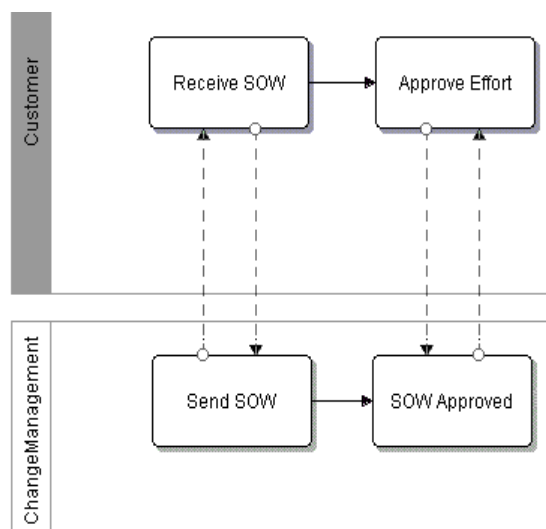 Customer
Receive SOW
Approve Effort
ChangeManagement
Send SOW
SOW Approved